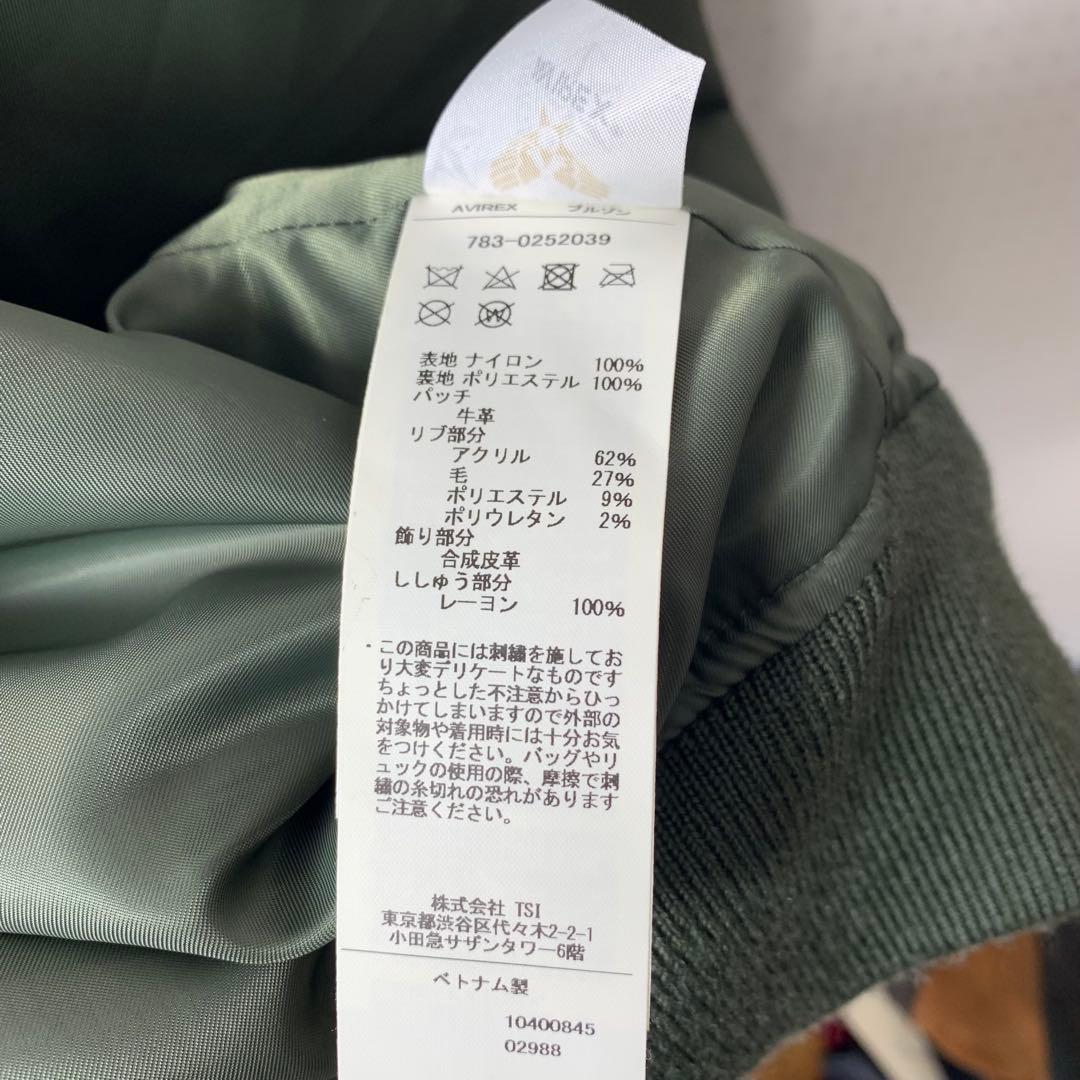 AVIREX
AVIREX ブルゾン
783-0252039
W
表地 ナイロン 100%
裏地 ポリエステル 100%
パッチ
牛革
リブ部分
アクリル 62%
毛 27%
ポリエステル 9%
ポリウレタン 2%
飾り部分
合成皮革
ししゅう部分
レーヨン 100%
・この商品には刺繍を施してお
り大変デリケートなものです
ちょっとした不注意からひっ
かけてしまいますので外部の
対象物や着用時には十分お気
をつけください。バッグやリ
ュックの使用の際、摩擦で刺
繍の糸切れの恐れがあります
ご注意ください。
株式会社 TSI
東京都渋谷区代々木2-2-1
小田急サザンタワー6階
ベトナム製
10400845
02988